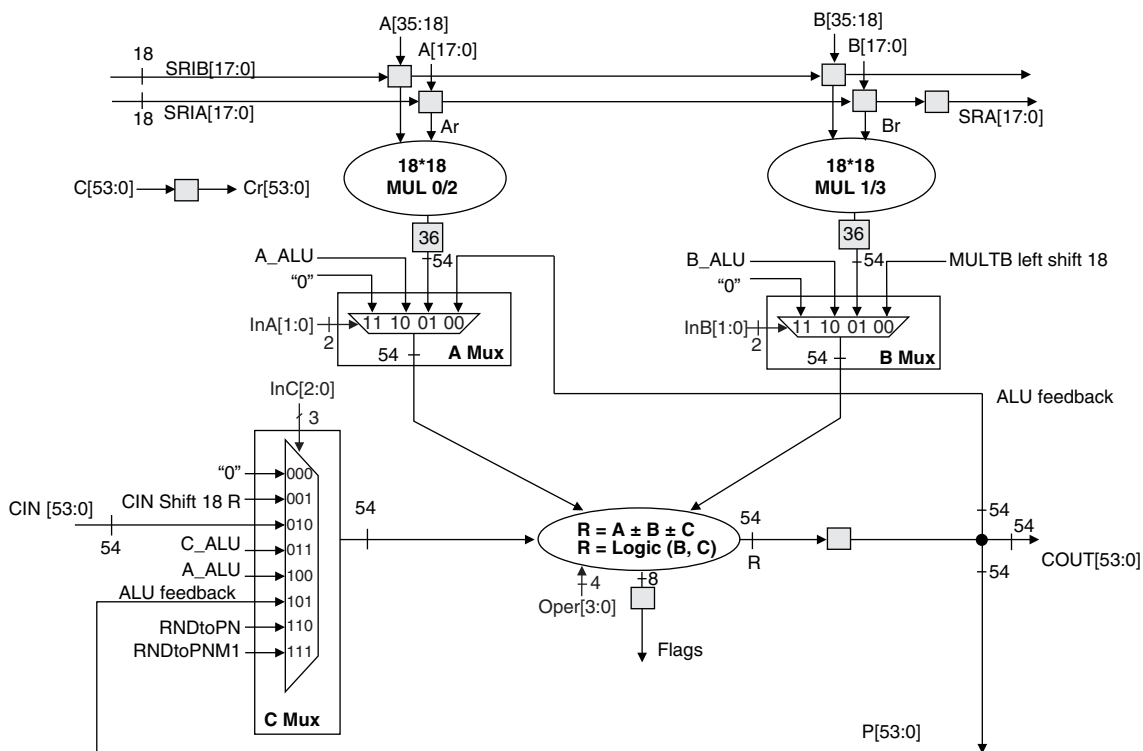 A[35:18]
A[17:0]
B[35:18]
B[17:0]
18
SRIB[17:0]
18
SRIA[17:0]
SRA[17:0]
Ar
Br
18*18
MUL 0/2
18*18
MUL 1/3
C[53:0]
Cr[53:0]
36
36
A_ALU
54
"0"
B_ALU
54
MULTB left shift 18
"0"
InA[1:0]
2
11 10 01 00
54
A Mux
InB[1:0]
2
11 10 01 00
54
B Mux
InC[2:0]
3
ALU feedback
"0"
000
CIN Shift 18 R
001
CIN [53:0]
54
010
C_ALU
011
A_ALU
100
ALU feedback
101
RNDtoPN
110
RNDtoPNM1
111
C Mux
54
R = A ± B ± C
R = Logic (B, C)
54
R
54
54
COUT[53:0]
54
4
Oper[3:0]
8
Flags
P[53:0]